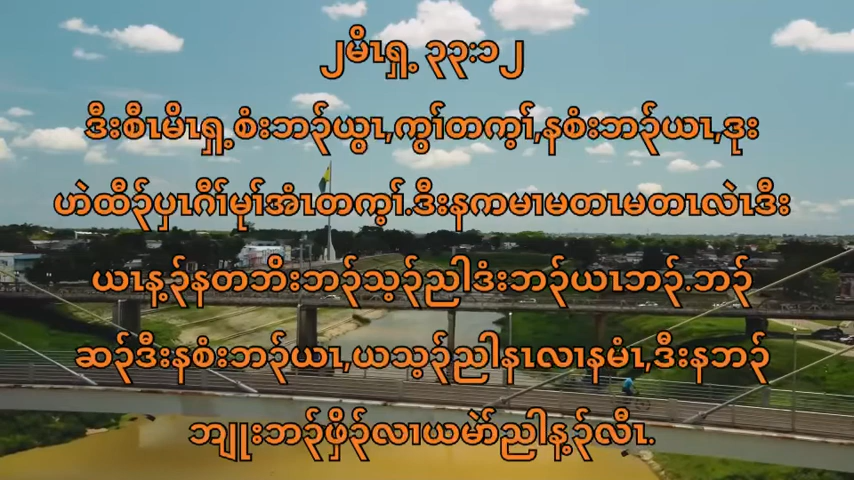 ၂မိၤရှ့ ၃၃:၁၂
ဒီးစီၤမိၤရှ့စံးဘၣ်ယွၤ,ကွၢ်တက့ၢ်,နစံးဘၣ်ယၤ,ဒုး
ဟဲထီၣ်ပှၤဂီၢ်မုၢ်အံၤတက့ၢ်.ဒီးနကမၢမတၤမတၤလဲၤဒီး
ယၤန့ၣ်နတဘိးဘၣ်သ့ၣ်ညါဒံးဘၣ်ယၤဘၣ်.ဘၣ်
ဆၣ်ဒီးနစံးဘၣ်ယၤ,ယသ့ၣ်ညါနၤလၢနမံၤ,ဒီးနဘၣ်
ဘျုးဘၣ်ဖှိၣ်လၢယမဲာ်ညါန့ၣ်လီၤ.